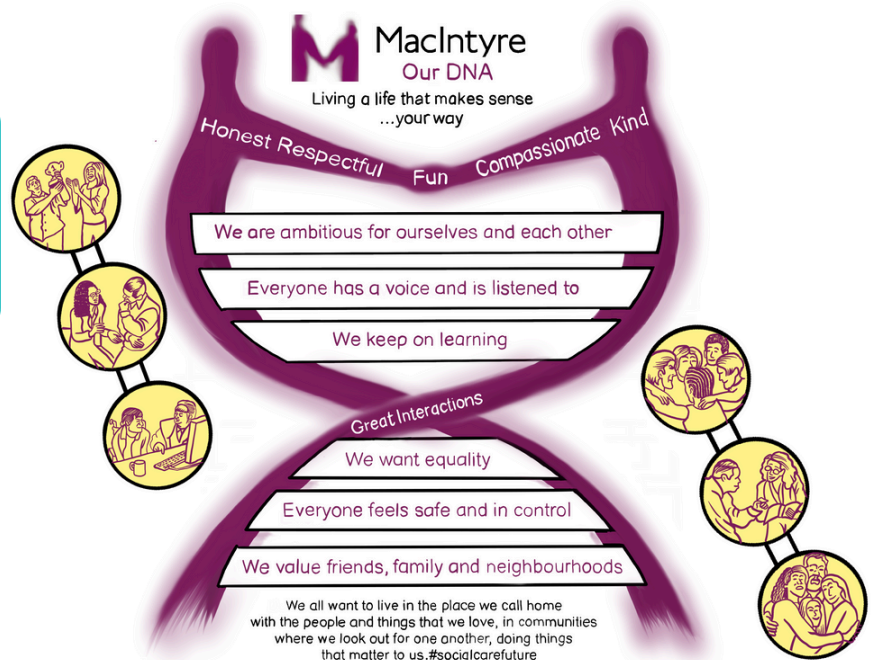 MacIntyre
Our DNA
Living a life that makes sense
...your way
Honest Respectful Fun Compassionate Kind
We are ambitious for ourselves and each other
Everyone has a voice and is listened to
We keep on learning
Great Interactions
We want equality
Everyone feels safe and in control
We value friends, family and neighbourhoods
We all want to live in the place we call home
with the people and things that we love, in communities
where we look out for one another, doing things
that matter to us.#socialcarefuture